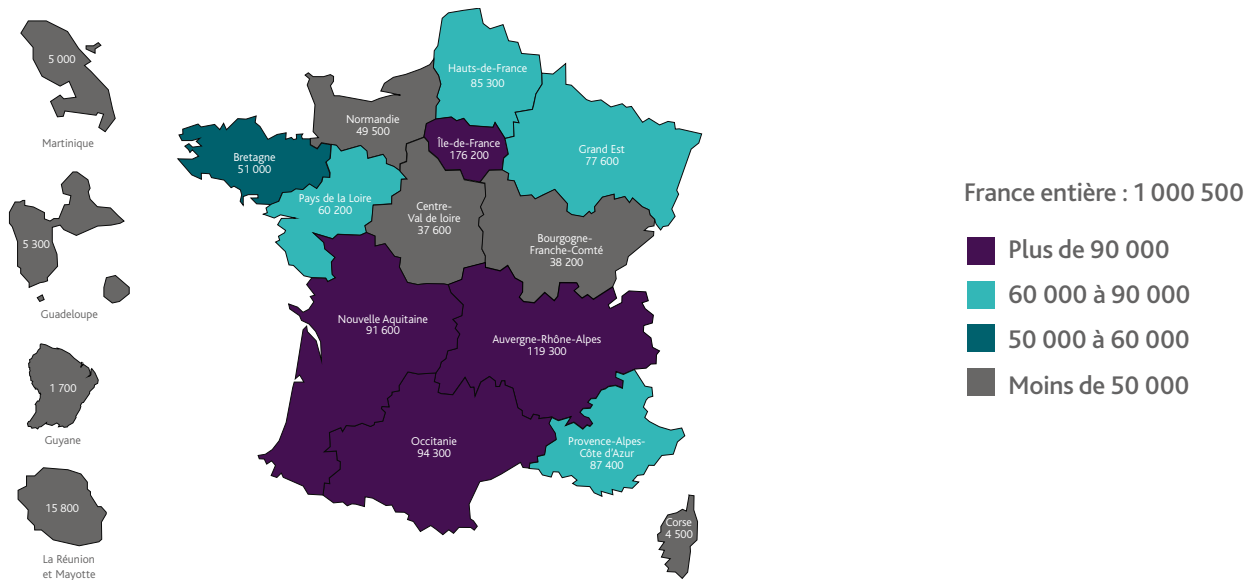 5 000
Martinique
5 300
Guadeloupe
1 700
Guyane
15 800
La Réunion
et Mayotte
Hauts-de-France
85 300
Normandie
49 500
Île-de-France
176 200
Grand Est
77 600
Bretagne
51 000
Pays de la Loire
60 200
Centre-
Val de loire
37 600
Bourgogne-
Franche-Comté
38 200
Nouvelle Aquitaine
91 600
Auvergne-Rhône-Alpes
119 300
Occitanie
94 300
Provence-Alpes-
Côte d'Azur
87 400
Corse
4 500
France entière : 1 000 500
Plus de 90 000
60 000 à 90 000
50 000 à 60 000
Moins de 50 000